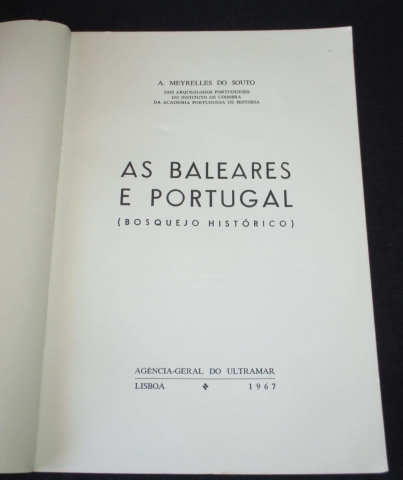 A. MEYRELLES DO SOUTO
DOS ARQUEÓLOGOS PORTUGUESES
DO INSTITUTO DE COIMBRA
DA ACADEMIA PORTUGUESA DE HISTÓRIA
AS BALEARES
E PORTUGAL
(BOSQUEJO HISTÓRICO)
AGÊNCIA-GERAL DO ULTRAMAR
LISBOA 1967